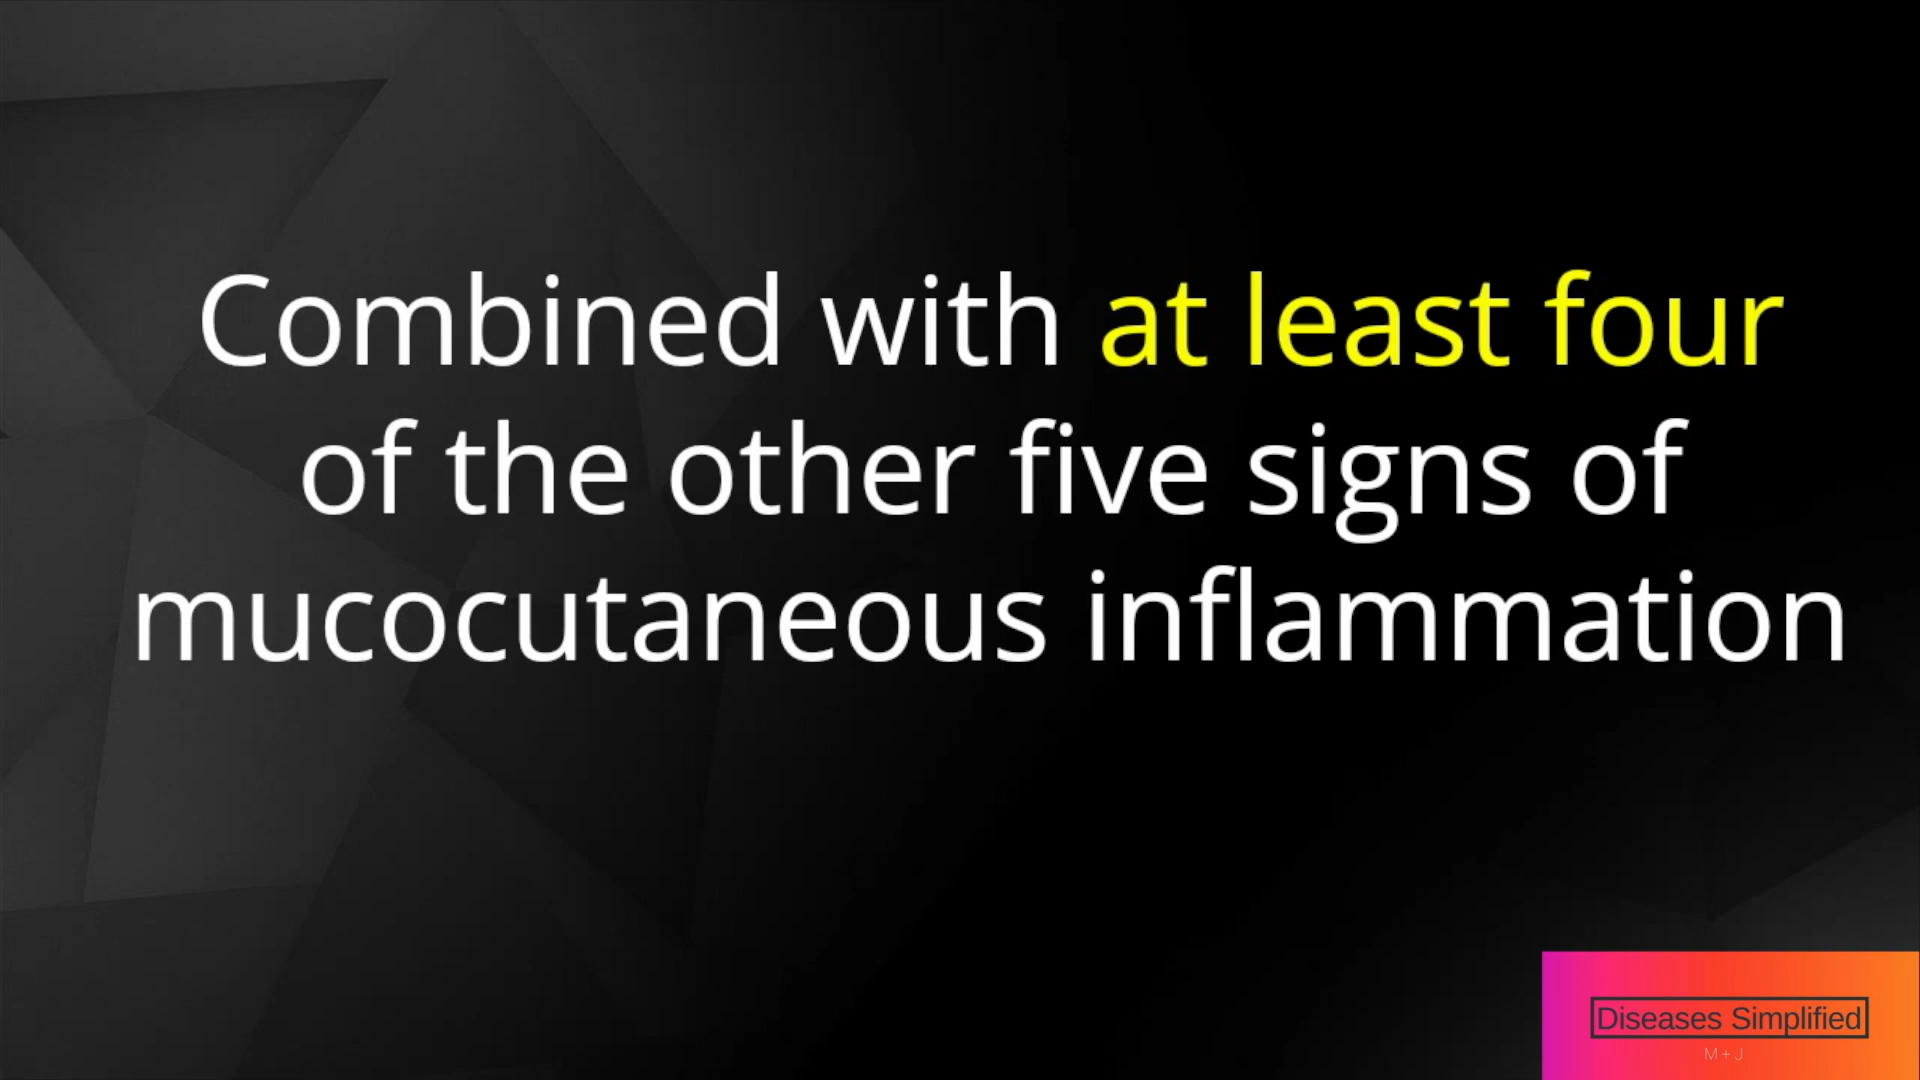 Combined with at least four
of the other five signs of
mucocutaneous inflammation
Diseases Simplified
M+J